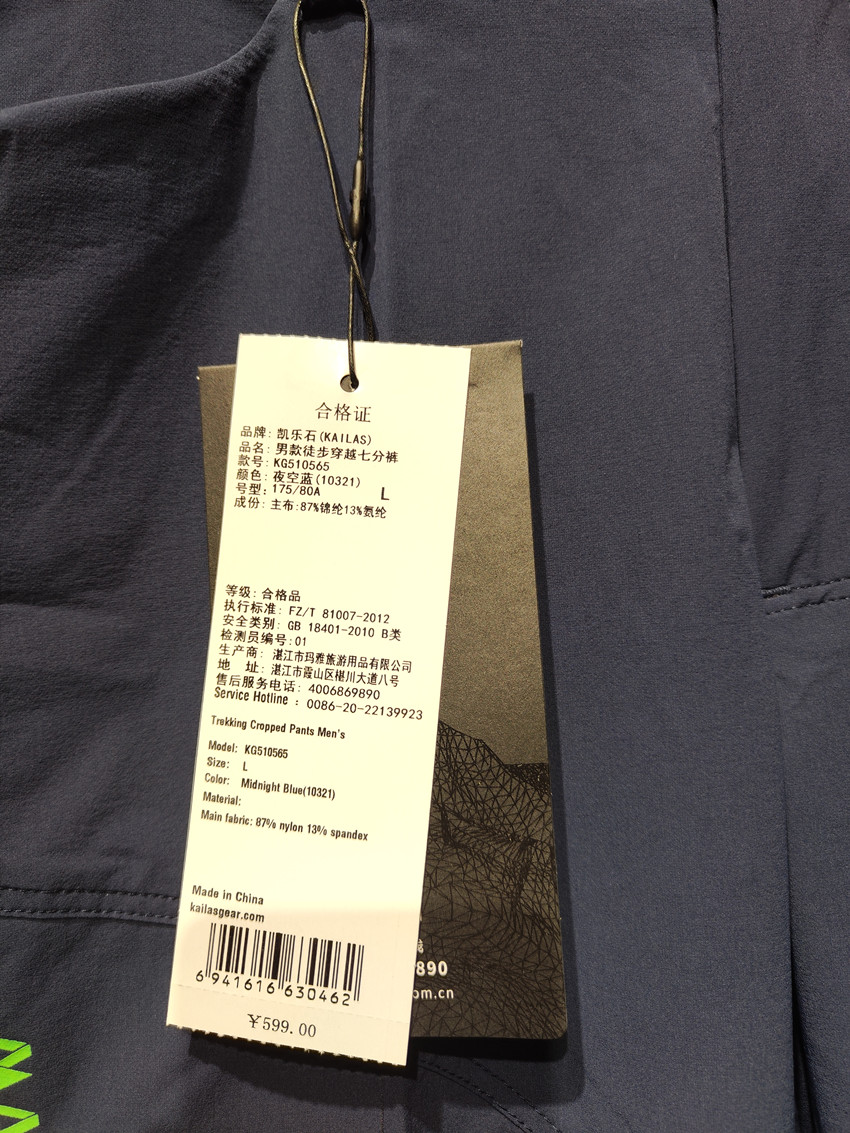 合格证
品牌: 凯乐石(KAILAS)
品名: 男款徒步穿越七分裤
款号: KG510565
颜色: 夜空蓝(10321)
号型: 175/80A L
成份: 主布:87%锦纶13%氨纶
等级: 合格品
执行标准: FZ/T 81007-2012
安全类别: GB 18401-2010 B类
检测员编号:01
生产商: 湛江市玛雅旅游用品有限公司
地 址: 湛江市霞山区椹川大道八号
售后服务电话: 4006869890
Service Hotline : 0086-20-22139923
Trekking Cropped Pants Men's
Model: KG510565
Size: L
Color: Midnight Blue(10321)
Material:
Main fabric: 87% nylon 13% spandex
Made in China
kailasgear.com
6 941616 630462
¥599.00
890
om.cn